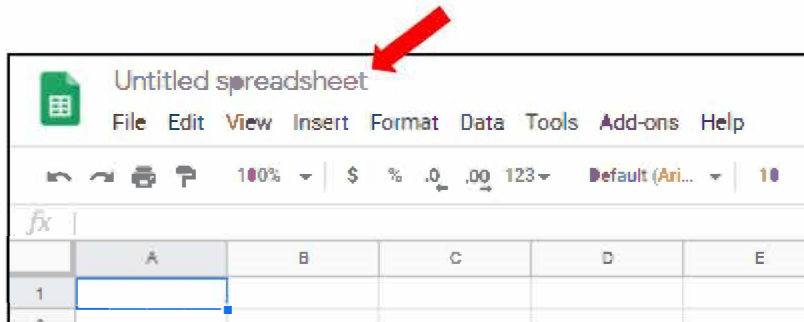 Untitled spreadsheet
File Edit View Insert Format Data Tools Add-ons Help
100% $ % .0 .00 123 Default (Ari... 10
fx
A B C D E
1